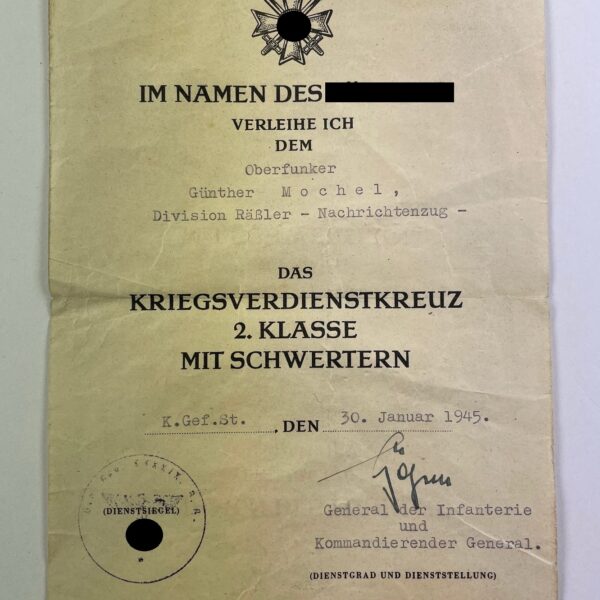 IM NAMEN DES
VERLEIHE ICH
DEM
Oberfunker
Günther Mochel,
Division Räßler - Nachrichtenzug -
DAS
KRIEGSVERDIENSTKREUZ
2. KLASSE
MIT SCHWERTERN
K.Gef.St. , DEN 30. Januar 1945.
(DIENSTSIEGEL)
General der Infanterie
und
Kommandierender General.
(DIENSTGRAD UND DIENSTSTELLUNG)